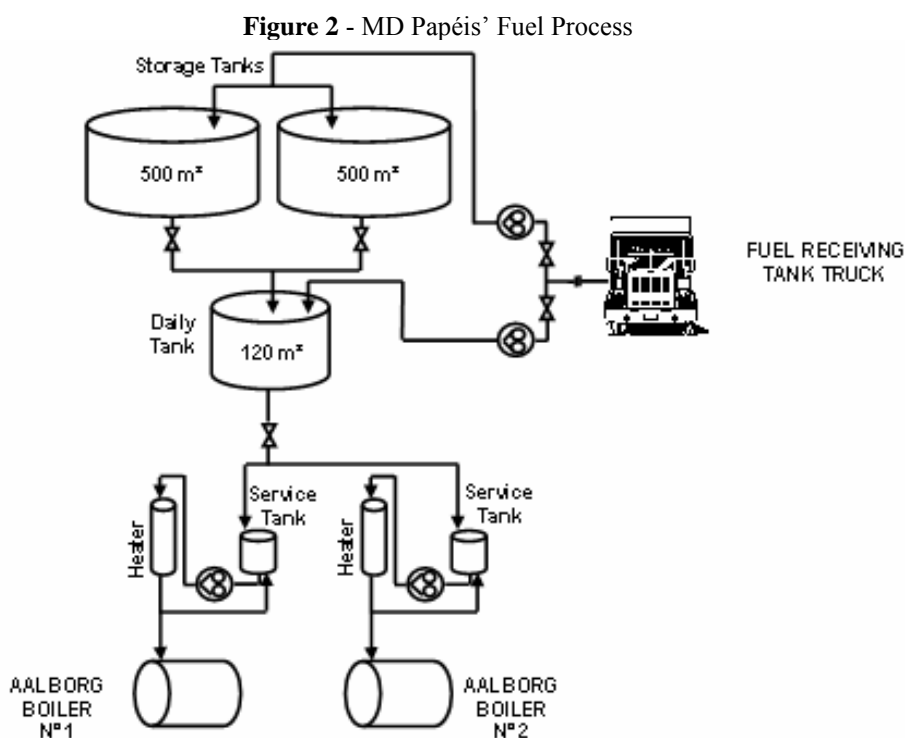 Figure 2 - MD Papéis’ Fuel Process
Storage Tanks
500 m³
500 m³
FUEL RECEIVING
TANK TRUCK
Daily
Tank
120 m³
Service
Tank
Heater
Service
Tank
Heater
AALBORG
BOILER
Nº1
AALBORG
BOILER
Nº2